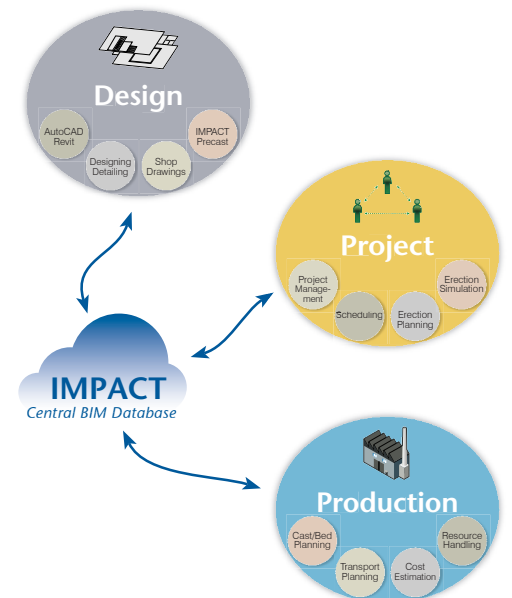 Design
AutoCAD
Revit
IMPACT
Precast
Designing
Detailing
Shop
Drawings
Project
Project
Manage-
ment
Erection
Simulation
Scheduling
Erection
Planning
IMPACT
Central BIM Database
Production
Cast/Bed
Planning
Resource
Handling
Transport
Planning
Cost
Estimation